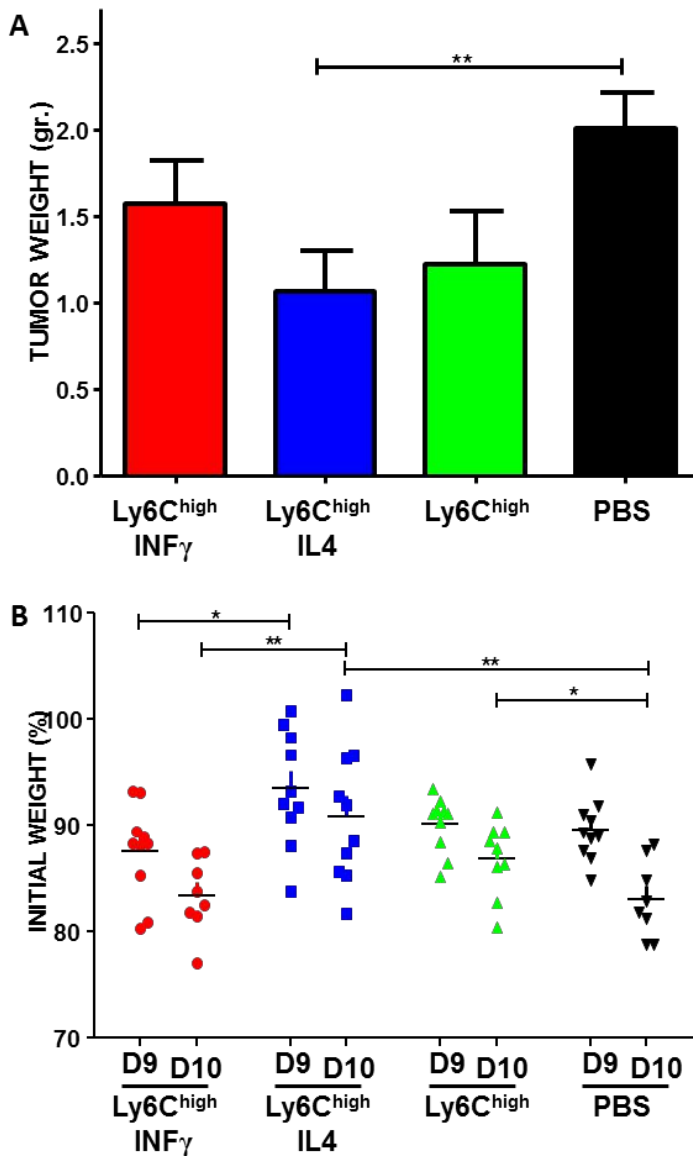 A
TUMOR WEIGHT (gr.)
2.5
2.0
1.5
1.0
0.5
0.0
**
Ly6Chigh Ly6Chigh Ly6Chigh PBS
INFγ IL4
B
INITIAL WEIGHT (%)
110
100
90
80
70
*
**
**
*
D9 D10 D9 D10 D9 D10 D9 D10
Ly6Chigh Ly6Chigh Ly6Chigh PBS
INFγ IL4